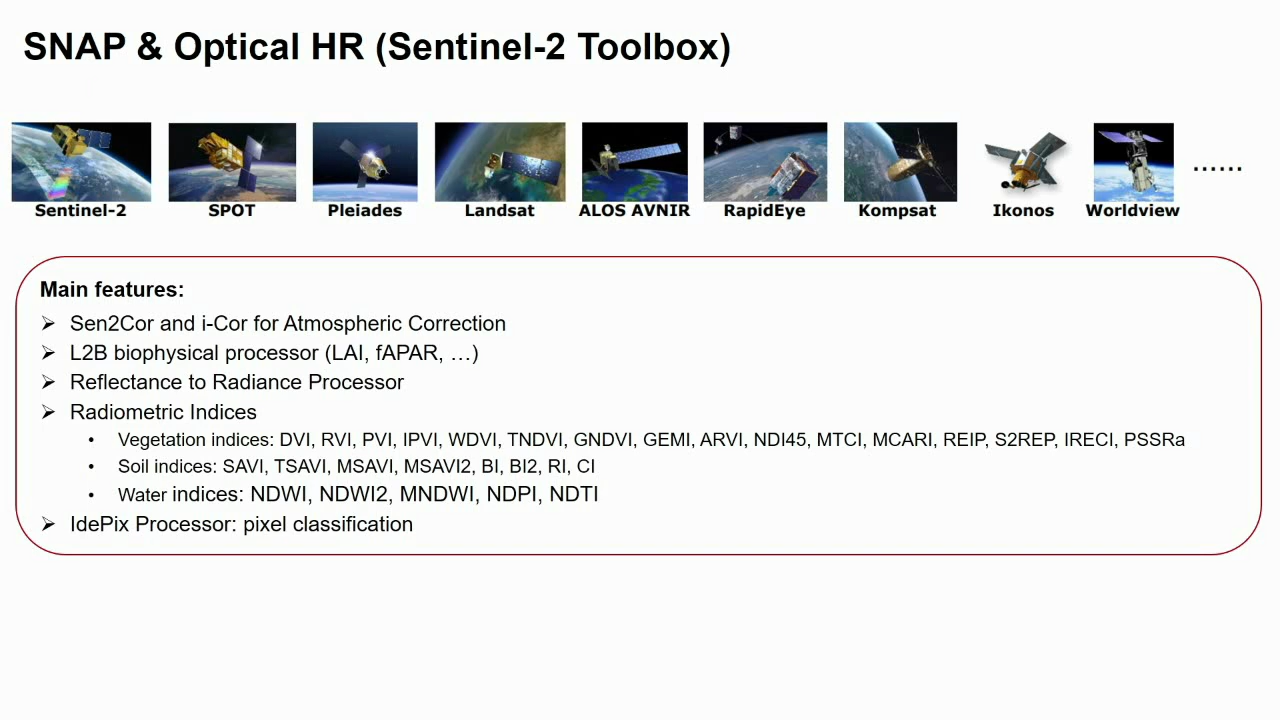 SNAP & Optical HR (Sentinel-2 Toolbox)
Sentinel-2 SPOT Pleiades Landsat ALOS AVNIR RapidEye Kompsat Ikonos Worldview ......
Main features:
➢ Sen2Cor and i-Cor for Atmospheric Correction
➢ L2B biophysical processor (LAI, fAPAR, …)
➢ Reflectance to Radiance Processor
➢ Radiometric Indices
• Vegetation indices: DVI, RVI, PVI, IPVI, WDVI, TNDVI, GNDVI, GEMI, ARVI, NDI45, MTCI, MCARI, REIP, S2REP, IRECI, PSSRa
• Soil indices: SAVI, TSAVI, MSAVI, MSAVI2, BI, BI2, RI, CI
• Water indices: NDWI, NDWI2, MNDWI, NDPI, NDTI
➢ IdePix Processor: pixel classification